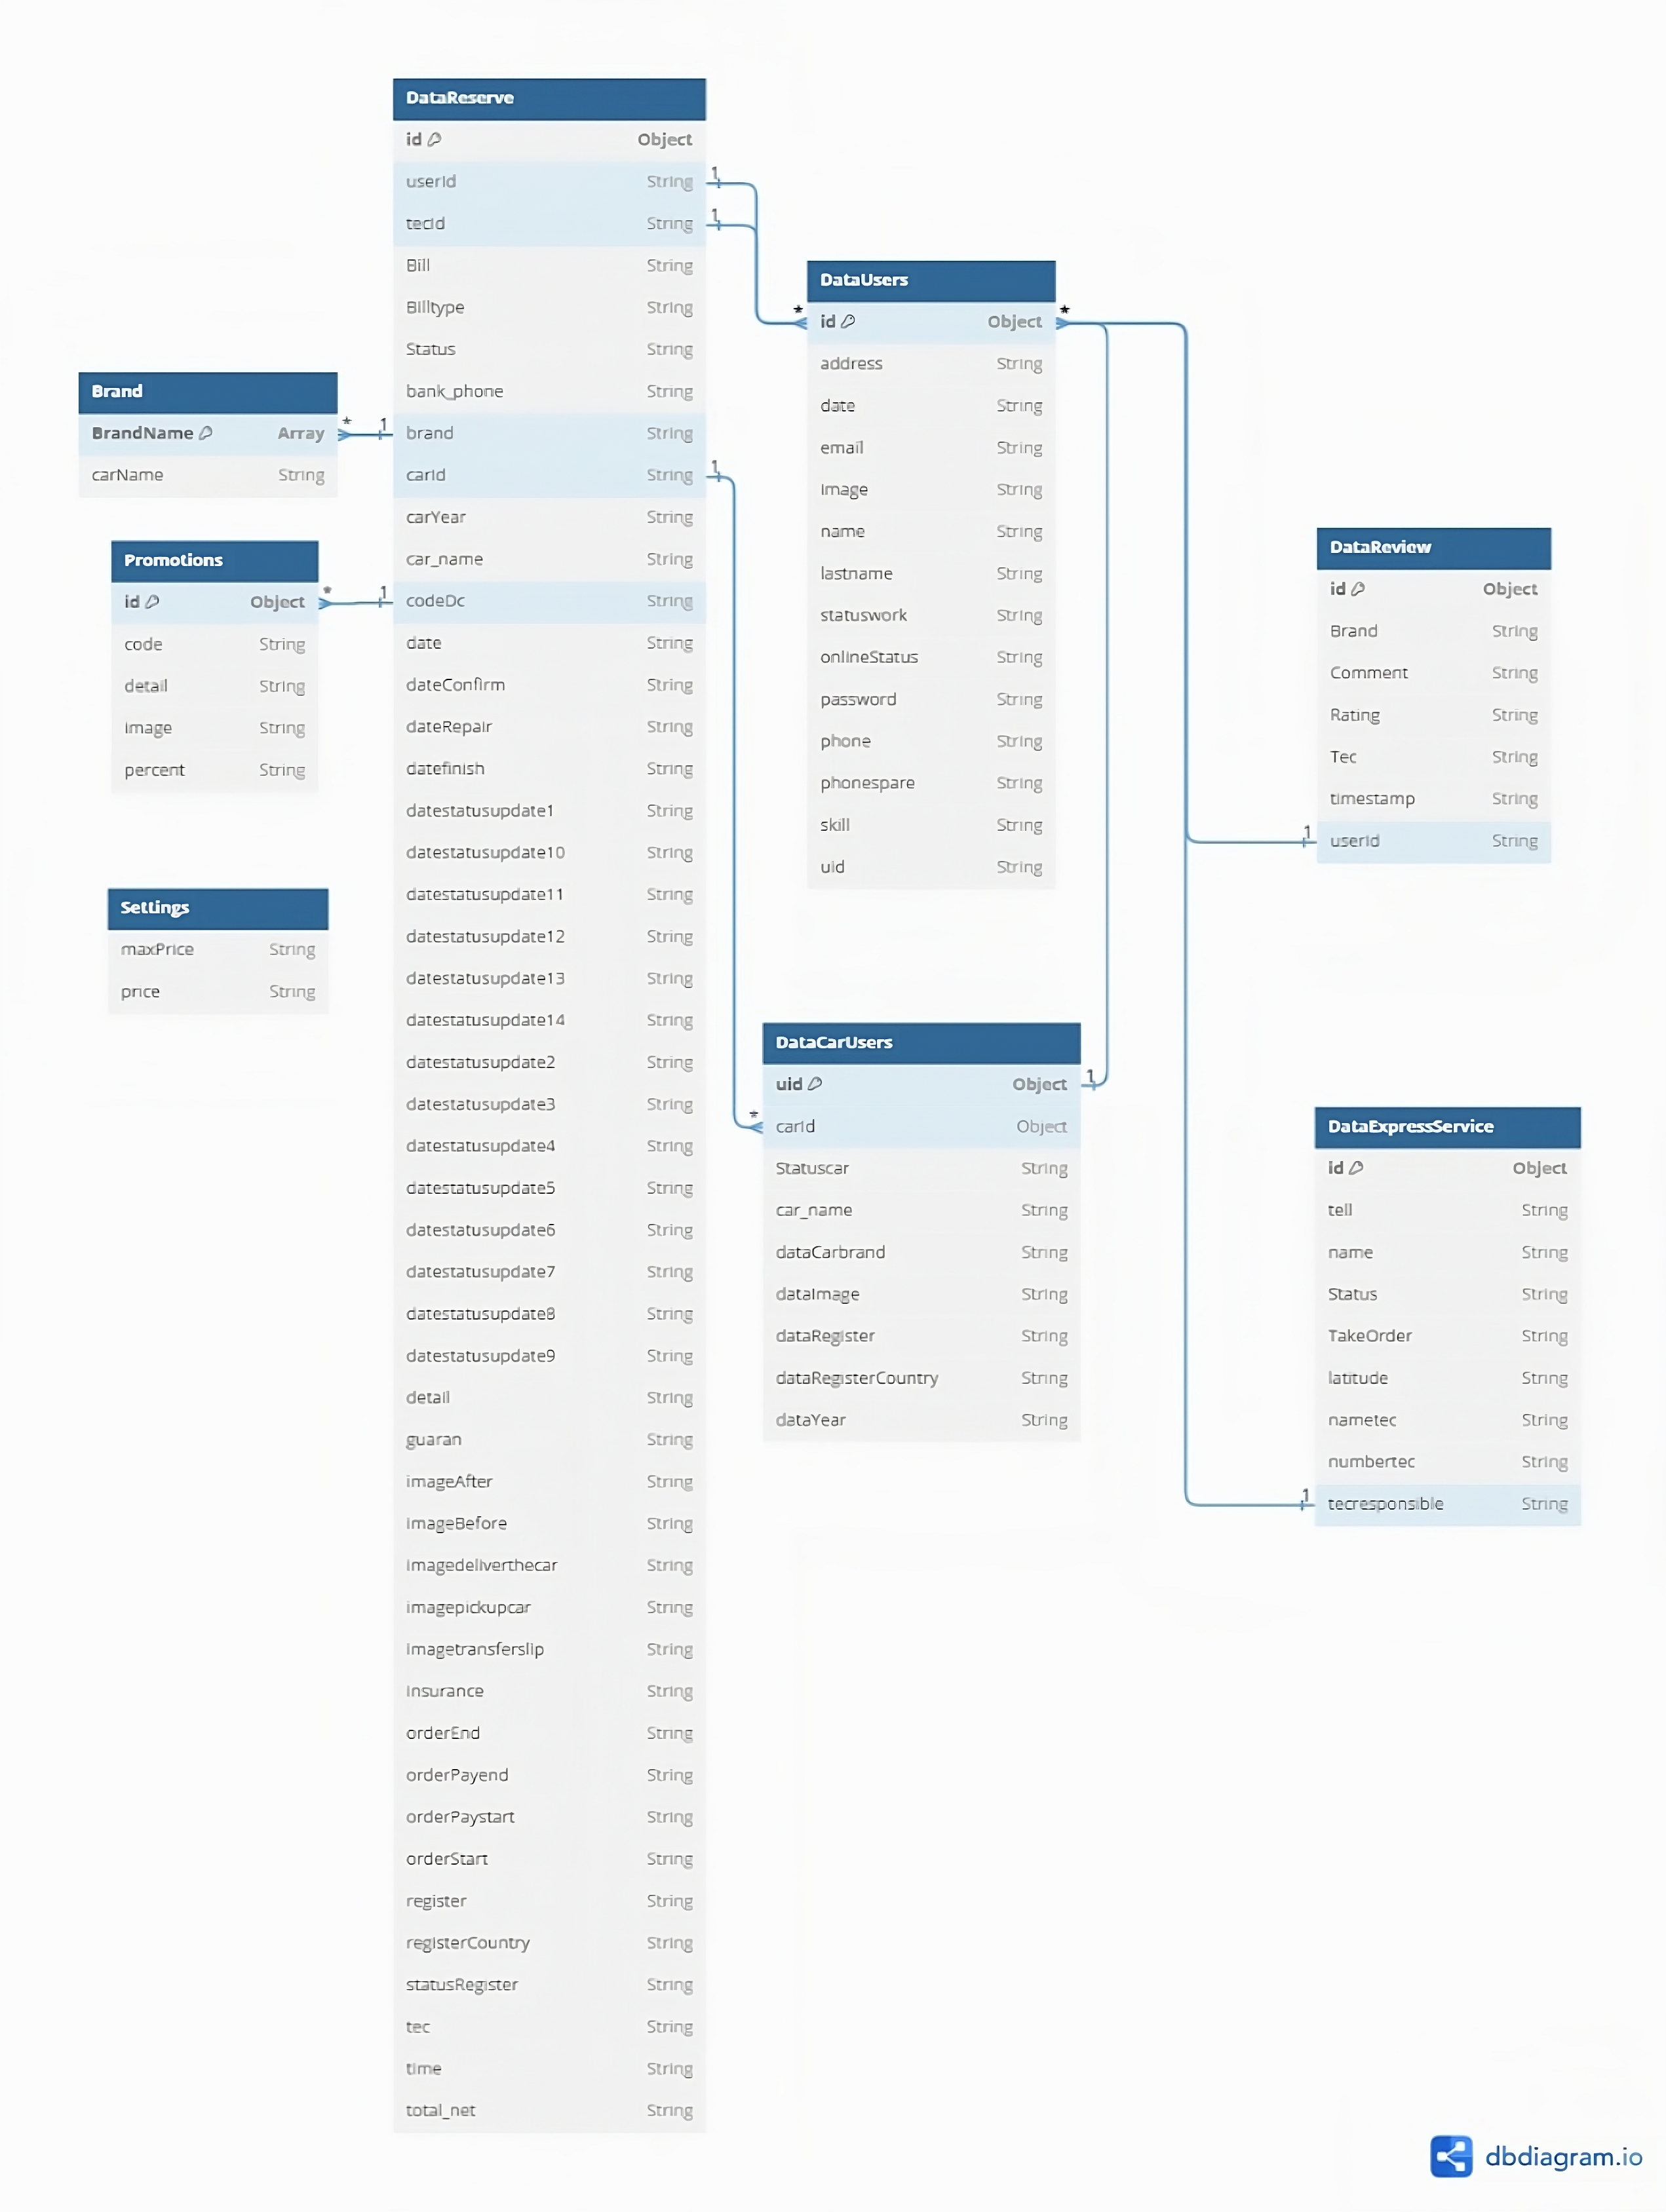 DataReserve
id Object
userId String
tecId String
Bill String
Billtype String
Status String
bank_phone String
brand String
carId String
carYear String
car_name String
codeDc String
date String
dateConfirm String
dateRepair String
datefinish String
datestatusupdate1 String
datestatusupdate10 String
datestatusupdate11 String
datestatusupdate12 String
datestatusupdate13 String
datestatusupdate14 String
datestatusupdate2 String
datestatusupdate3 String
datestatusupdate4 String
datestatusupdate5 String
datestatusupdate6 String
datestatusupdate7 String
datestatusupdate8 String
datestatusupdate9 String
detail String
guaran String
imageAfter String
imageBefore String
imagedeliverthecar String
imagepickupcar String
imagetransferslip String
insurance String
orderEnd String
orderPayend String
orderPaystart String
orderStart String
register String
registerCountry String
statusRegister String
tec String
time String
total_net String
1
1
1
Brand
BrandName Array
carName String
* 1
Promotions
id Object
code String
detail String
image String
percent String
* 1
Settings
maxPrice String
price String
DataUsers
* *
id Object
address String
date String
email String
image String
name String
lastname String
statuswork String
onlineStatus String
password String
phone String
phonespare String
skill String
uid String
DataCarUsers
uid Object
1
*
carId Object
Statuscar String
car_name String
dataCarbrand String
dataImage String
dataRegister String
dataRegisterCountry String
dataYear String
DataReview
id Object
Brand String
Comment String
Rating String
Tec String
timestamp String
1
userId String
DataExpressService
id Object
tell String
name String
Status String
TakeOrder String
latitude String
nametec String
numbertec String
1
tecresponsible String
dbdiagram.io